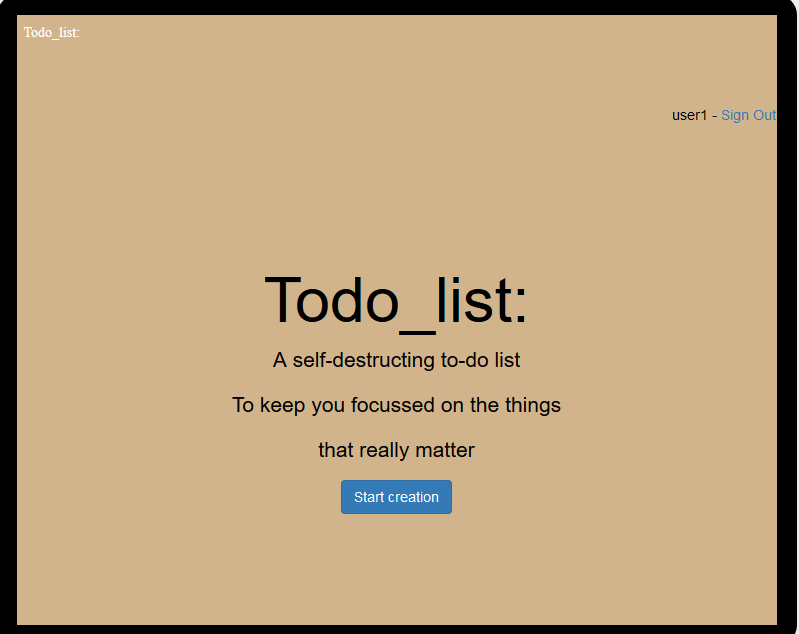 Todo_list:
user1 - Sign Out
Todo_list:
A self-destructing to-do list
To keep you focussed on the things
that really matter
Start creation